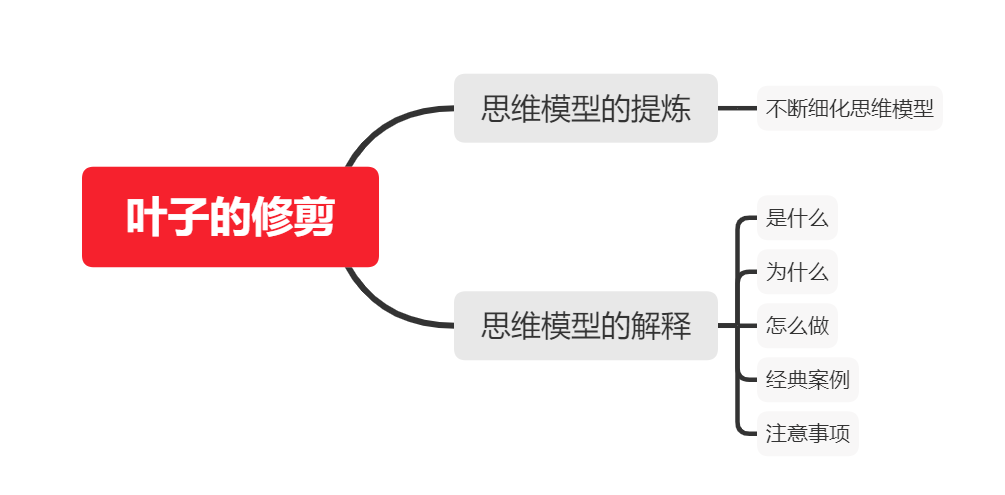 叶子的修剪
思维模型的提炼
不断细化思维模型
思维模型的解释
是什么
为什么
怎么做
经典案例
注意事项